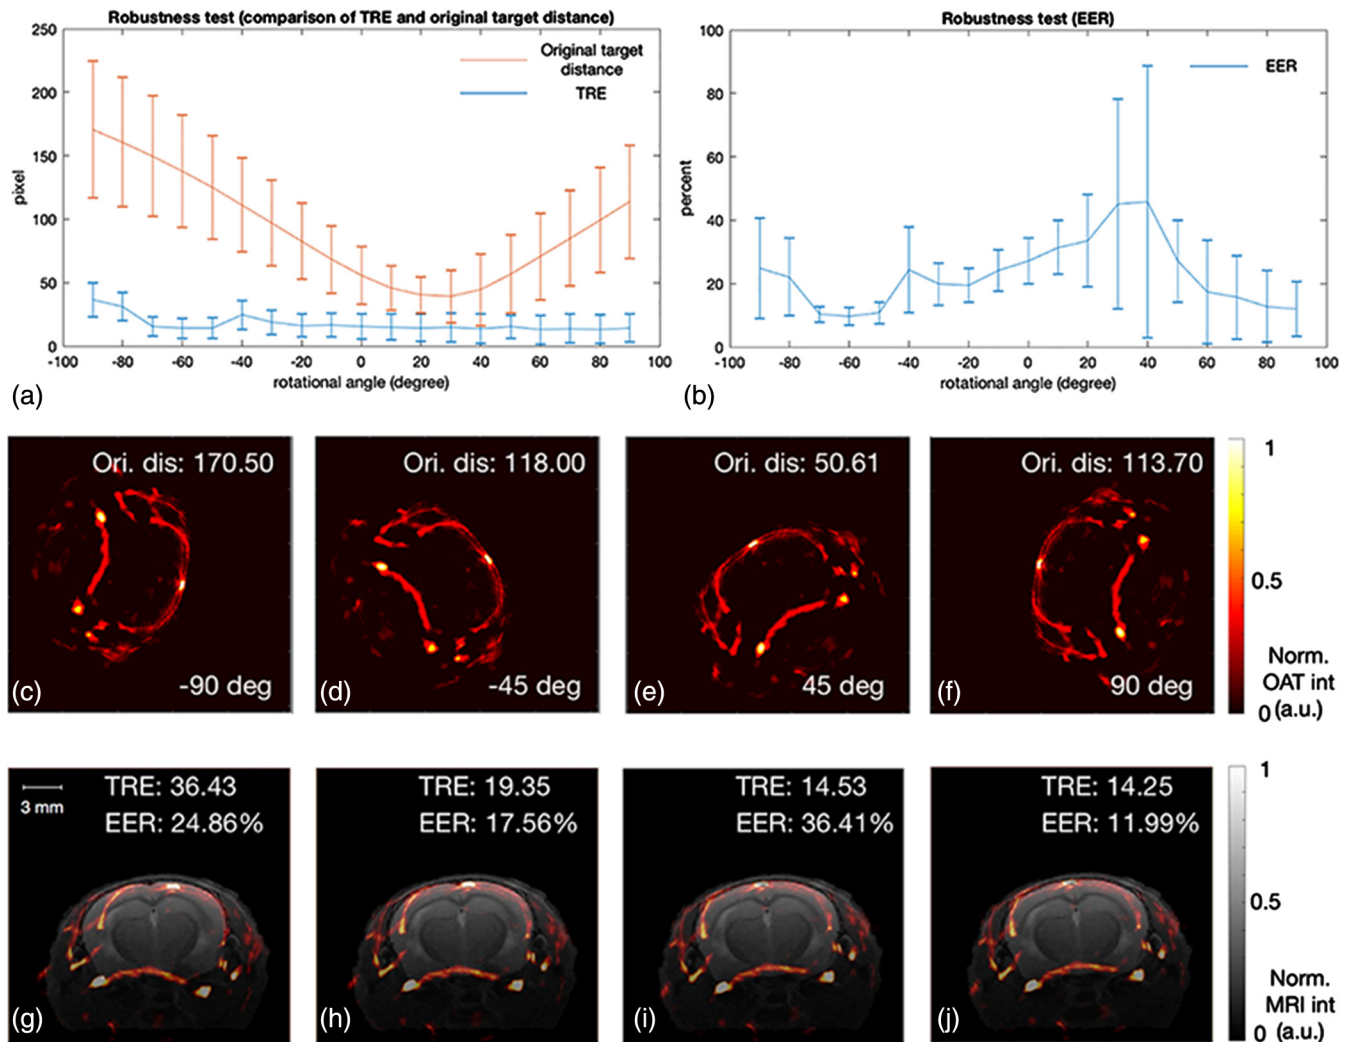 Robustness test (comparison of TRE and original target distance)
250
200
150
100
50
0
pixel
Original target
distance
TRE
-100 -80 -60 -40 -20 0 20 40 60 80 100
rotational angle (degree)
(a)
Robustness test (EER)
100
80
60
40
20
0
percent
EER
-100 -80 -60 -40 -20 0 20 40 60 80 100
rotational angle (degree)
(b)
Ori. dis: 170.50
-90 deg
(c)
Ori. dis: 118.00
-45 deg
(d)
Ori. dis: 50.61
45 deg
(e)
Ori. dis: 113.70
90 deg
(f)
1
0.5
Norm.
OAT int
0 (a.u.)
3 mm
TRE: 36.43
EER: 24.86%
(g)
TRE: 19.35
EER: 17.56%
(h)
TRE: 14.53
EER: 36.41%
(i)
TRE: 14.25
EER: 11.99%
(j)
1
0.5
Norm.
MRI int
0 (a.u.)